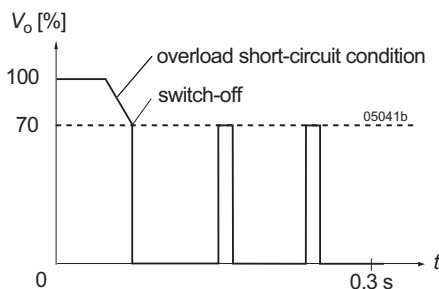 Vo [%]
overload short-circuit condition
100
switch-off
70
05041b
t
0
0.3 s